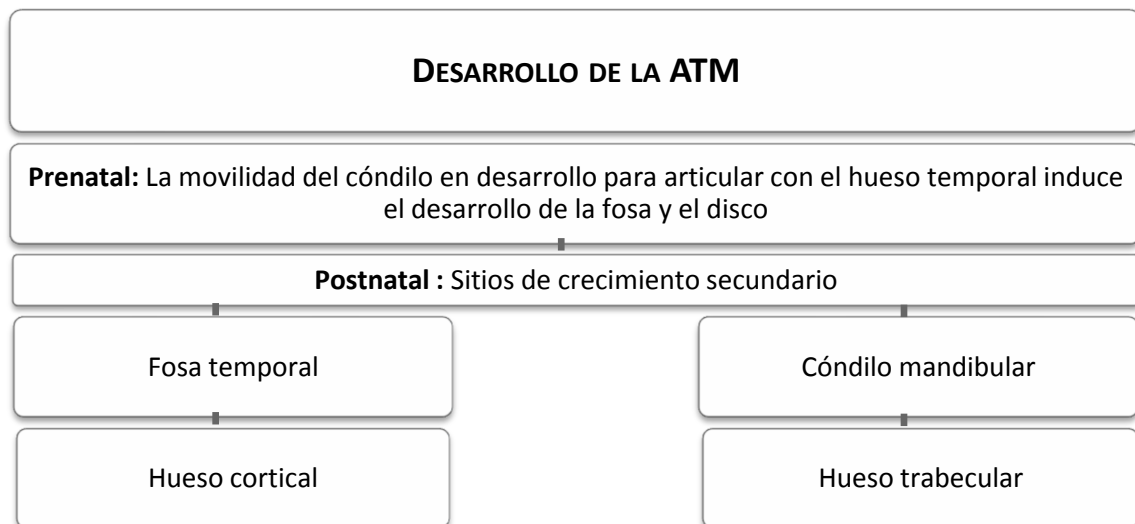 DESARROLLO DE LA ATM
Prenatal: La movilidad del cóndilo en desarrollo para articular con el hueso temporal induce
el desarrollo de la fosa y el disco
Postnatal : Sitios de crecimiento secundario
Fosa temporal
Cóndilo mandibular
Hueso cortical
Hueso trabecular